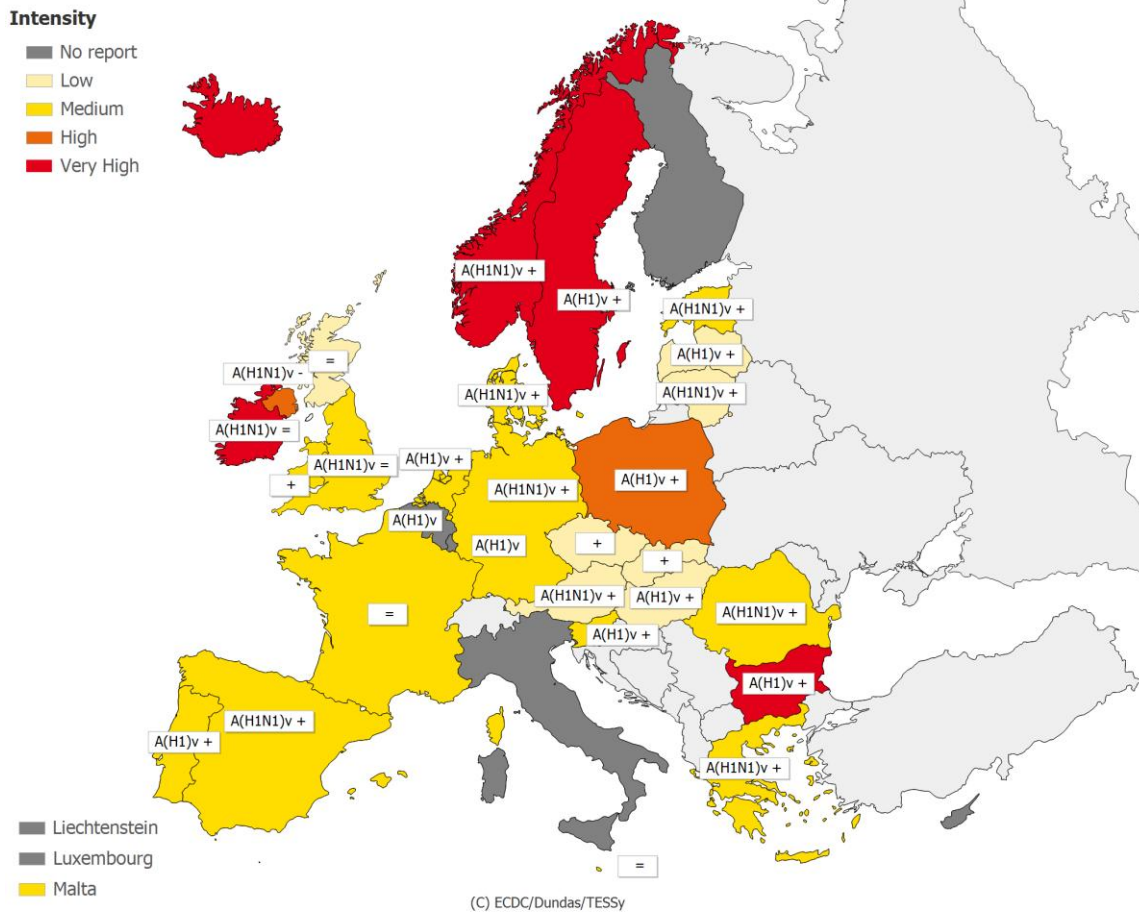 Intensity
No report
Low
Medium
High
Very High
A(H1N1)v +
A(H1)v +
A(H1N1)v +
A(H1)v +
A(H1N1)v +
=
A(H1N1)v -
A(H1N1)v =
A(H1N1)v +
A(H1N1)v =
A(H1)v +
+
A(H1N1)v +
A(H1)v +
A(H1)v
A(H1)v
+
+
A(H1N1)v +
A(H1)v +
A(H1N1)v +
=
A(H1)v +
A(H1)v +
A(H1N1)v +
A(H1)v +
A(H1N1)v +
Liechtenstein
Luxembourg
Malta
=
(C) ECDC/Dundas/TESSy